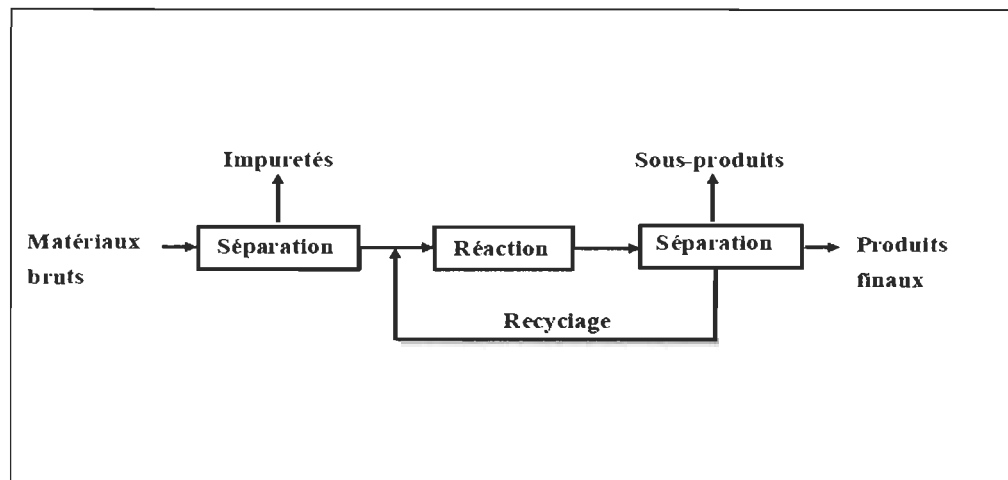 Impuretés
Sous-produits
Matériaux
bruts
Séparation
Réaction
Séparation
Produits
finaux
Recyclage